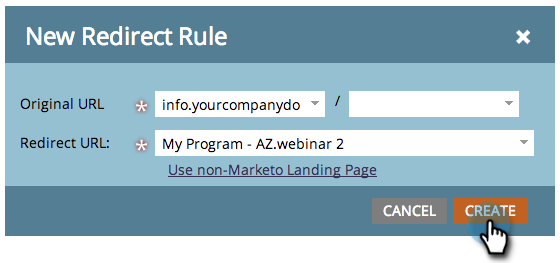 New Redirect Rule
Original URL * info.yourcompanydo /
Redirect URL: * My Program - AZ.webinar 2
Use non-Marketo Landing Page
CANCEL CREATE